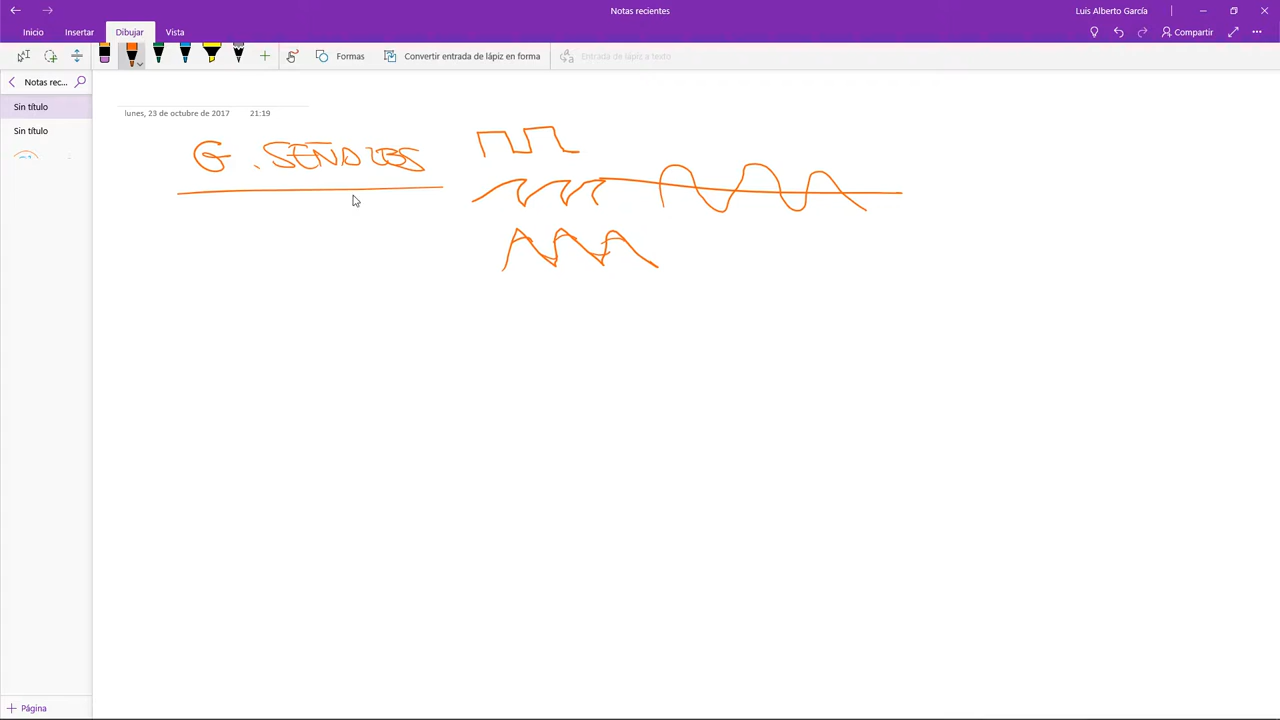 Notas recientes
Luis Alberto García
Inicio
Insertar
Dibujar
Vista
Compartir
Formas
Convertir entrada de lápiz en forma
Entrada de lápiz a texto
Notas rec...
Sin título
Sin título
lunes, 23 de octubre de 2017 21:19
G. SEÑALES
Página